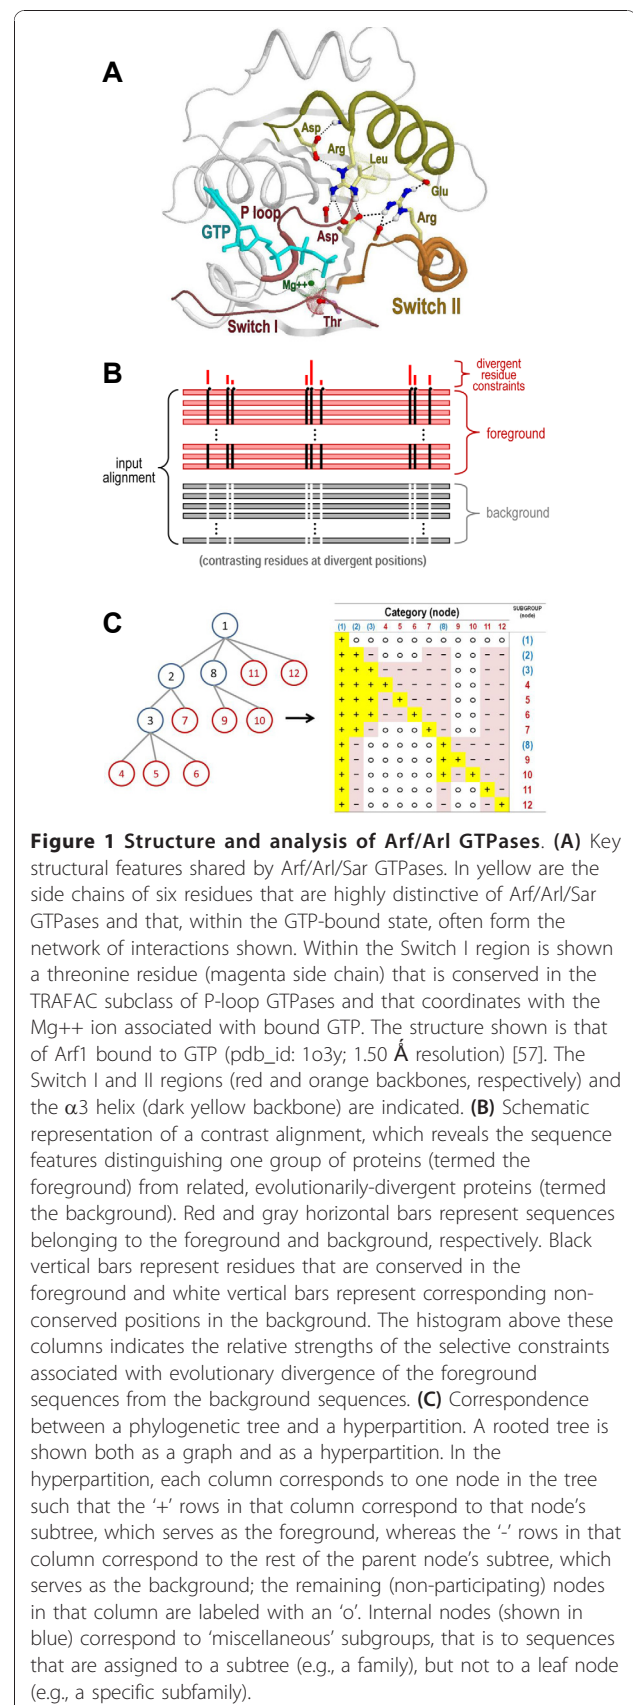 A
Asp
Arg
Leu
Glu
P loop
GTP
Asp
Arg
Mg++
Switch II
Switch I
Thr
B
divergent
residue
constraints
foreground
input
alignment
background
(contrasting residues at divergent positions)
C
1
2
8
11
12
3
7
9
10
4
5
6
Category (node)
SUBGROUP
(node)
(1) (2) (3) 4 5 6 7 (8) 9 10 11 12
+ o o o o o o o o o o o (1)
+ + - o o o - - o o - - (2)
+ + + - - - - - o o - - (3)
+ + + + - - - - o o - - 4
+ + + - + - - - o o - - 5
+ + + - - + - - o o - - 6
+ + - o o o + - o o - - 7
+ - o o o o o + - - - - (8)
+ - o o o o o + + - - - 9
+ - o o o o o + - + - - 10
+ - o o o o o - o o + - 11
+ - o o o o o - o o - + 12
Figure 1 Structure and analysis of Arf/Arl GTPases. (A) Key
structural features shared by Arf/Arl/Sar GTPases. In yellow are the
side chains of six residues that are highly distinctive of Arf/Arl/Sar
GTPases and that, within the GTP-bound state, often form the
network of interactions shown. Within the Switch I region is shown
a threonine residue (magenta side chain) that is conserved in the
TRAFAC subclass of P-loop GTPases and that coordinates with the
Mg++ ion associated with bound GTP. The structure shown is that
of Arf1 bound to GTP (pdb_id: 1o3y; 1.50 Ǻ resolution) [57]. The
Switch I and II regions (red and orange backbones, respectively) and
the α3 helix (dark yellow backbone) are indicated. (B) Schematic
representation of a contrast alignment, which reveals the sequence
features distinguishing one group of proteins (termed the
foreground) from related, evolutionarily-divergent proteins (termed
the background). Red and gray horizontal bars represent sequences
belonging to the foreground and background, respectively. Black
vertical bars represent residues that are conserved in the
foreground and white vertical bars represent corresponding non-
conserved positions in the background. The histogram above these
columns indicates the relative strengths of the selective constraints
associated with evolutionary divergence of the foreground
sequences from the background sequences. (C) Correspondence
between a phylogenetic tree and a hyperpartition. A rooted tree is
shown both as a graph and as a hyperpartition. In the
hyperpartition, each column corresponds to one node in the tree
such that the '+' rows in that column correspond to that node's
subtree, which serves as the foreground, whereas the '-' rows in that
column correspond to the rest of the parent node's subtree, which
serves as the background; the remaining (non-participating) nodes
in that column are labeled with an 'o'. Internal nodes (shown in
blue) correspond to 'miscellaneous' subgroups, that is to sequences
that are assigned to a subtree (e.g., a family), but not to a leaf node
(e.g., a specific subfamily).